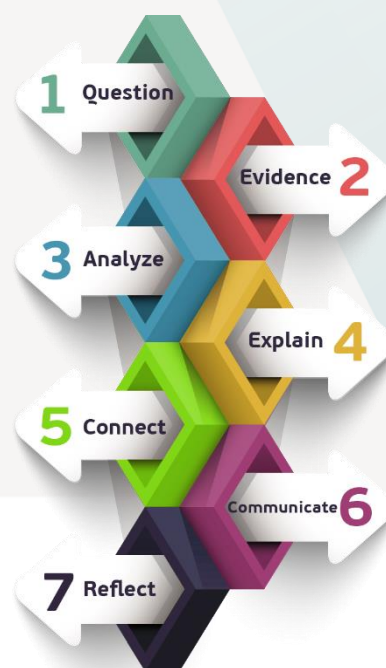 1 Question
Evidence 2
3 Analyze
Explain 4
5 Connect
Communicate 6
7 Reflect